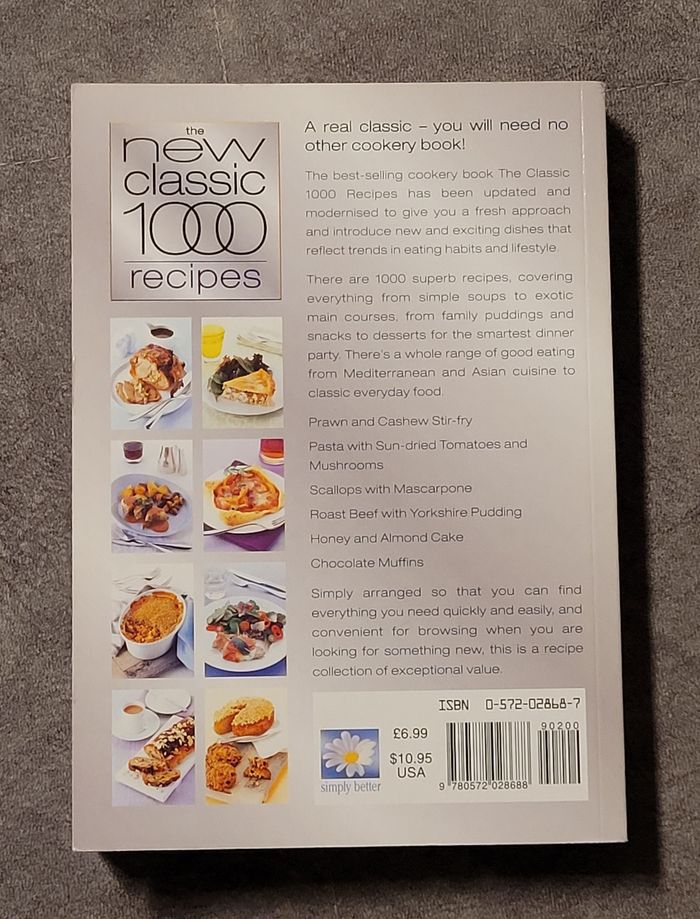 the
new
classic
1000
recipes
A real classic – you will need no
other cookery book!
The best-selling cookery book The Classic
1000 Recipes has been updated and
modernised to give you a fresh approach
and introduce new and exciting dishes that
reflect trends in eating habits and lifestyle.
There are 1000 superb recipes, covering
everything from simple soups to exotic
main courses, from family puddings and
snacks to desserts for the smartest dinner
party. There's a whole range of good eating
from Mediterranean and Asian cuisine to
classic everyday food.
Prawn and Cashew Stir-fry
Pasta with Sun-dried Tomatoes and
Mushrooms
Scallops with Mascarpone
Roast Beef with Yorkshire Pudding
Honey and Almond Cake
Chocolate Muffins
Simply arranged so that you can find
everything you need quickly and easily, and
convenient for browsing when you are
looking for something new, this is a recipe
collection of exceptional value.
ISBN 0-572-02868-7
90200
£6.99
$10.95
USA
simply better
9 780572 028688